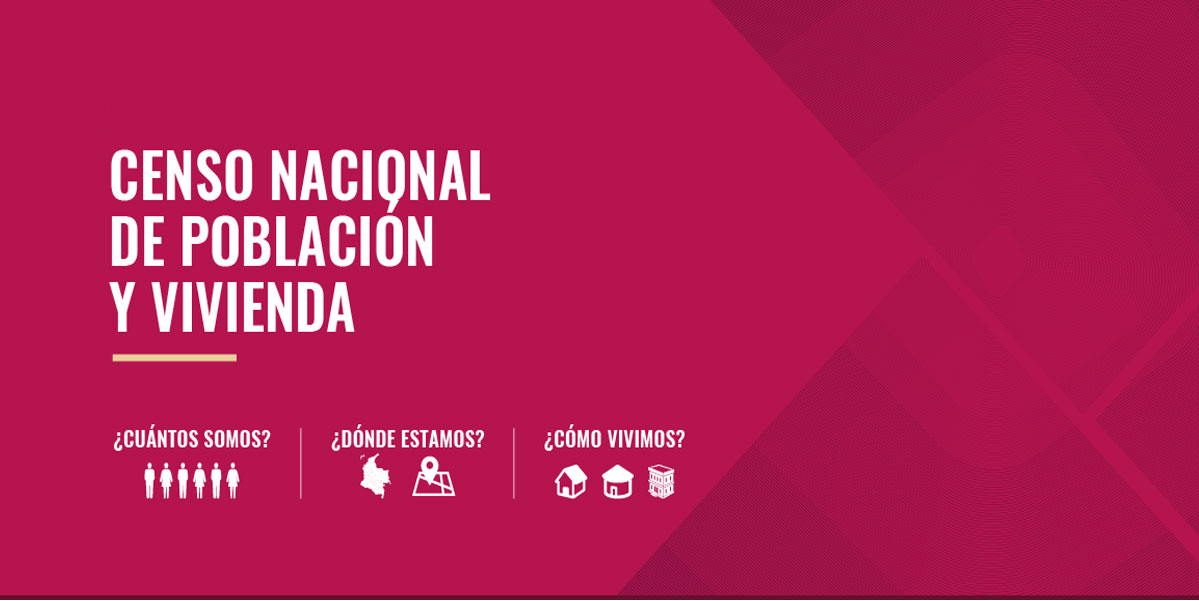 CENSO NACIONAL
DE POBLACIÓN
Y VIVIENDA
¿CUÁNTOS SOMOS?
¿DÓNDE ESTAMOS?
¿CÓMO VIVIMOS?